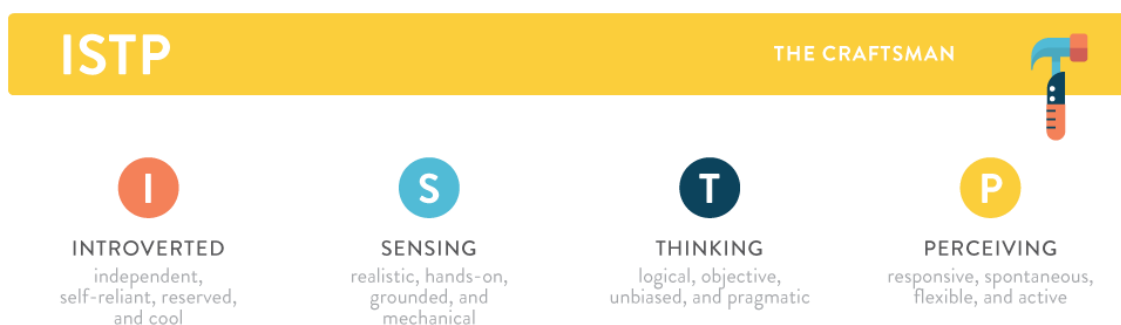 ISTP
THE CRAFTSMAN
I
INTROVERTED
independent,
self-reliant, reserved,
and cool
S
SENSING
realistic, hands-on,
grounded, and
mechanical
T
THINKING
logical, objective,
unbiased, and pragmatic
P
PERCEIVING
responsive, spontaneous,
flexible, and active